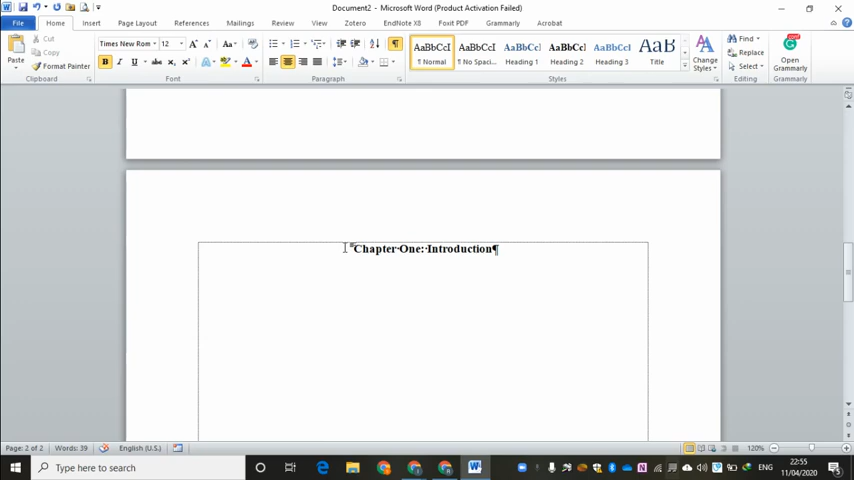 Document2 - Microsoft Word (Product Activation Failed)
File Home Insert Page Layout References Mailings Review View Zotero EndNote X8 Foxit PDF Grammarly Acrobat
Paste
Cut
Copy
Format Painter
Clipboard
Times New Rom 12
Font
Paragraph
AaBbCcI AaBbCcI AaBbCc AaBbCc AaBbCcI AaB
¶ Normal ¶ No Spaci... Heading 1 Heading 2 Heading 3 Title
Styles
Change Styles
Find
Replace
Select
Editing
Open Grammarly
Grammarly
Chapter·One:·Introduction¶
Page: 2 of 2 Words: 39 English (U.S.) 120%
Type here to search
ENG
22:55
11/04/2020